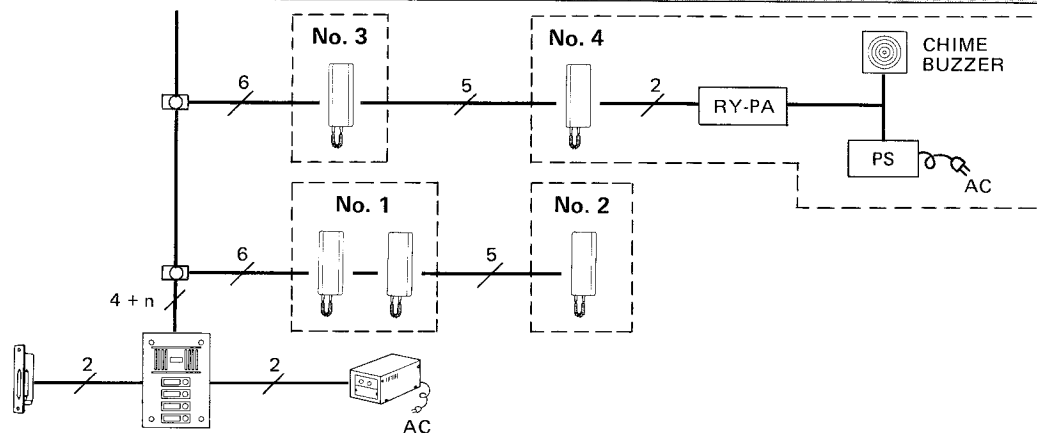 No. 3
No. 4
CHIME
BUZZER
6
5
2
RY-PA
PS
AC
No. 1
No. 2
6
5
4 + n
2
2
AC